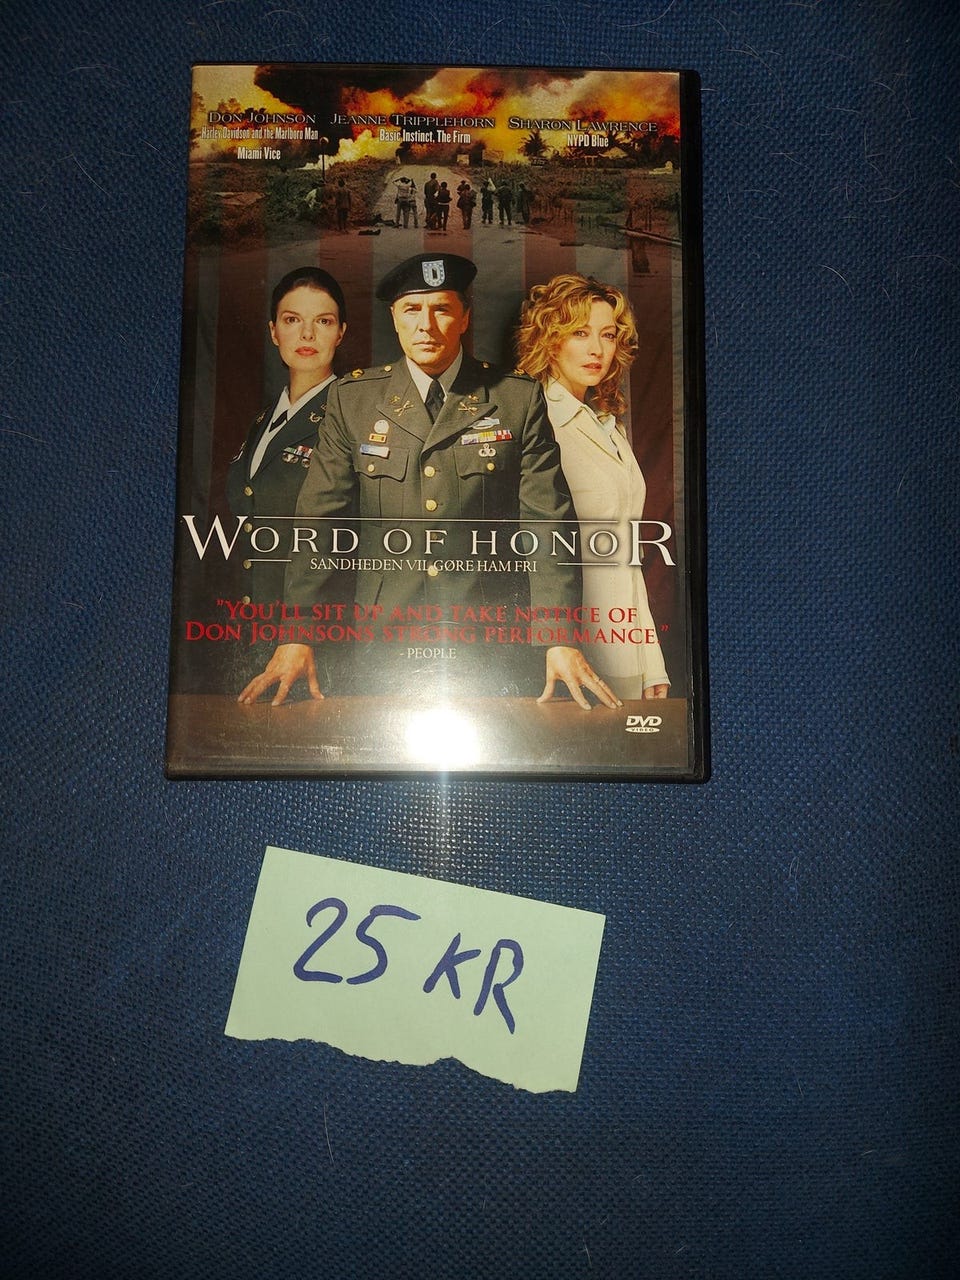 DON JOHNSON JEANNE TRIPPLEHORN SHARON LAWRENCE
Harley Davidson and the Marlboro Man Basic Instinct, The Firm NYPD Blue
Miami Vice
WORD OF HONOR
SANDHEDEN VIL GØRE HAM FRI
"YOU'LL SIT UP AND TAKE NOTICE OF
DON JOHNSONS STRONG PERFORMANCE."
- PEOPLE
DVD
VIDEO
25 KR